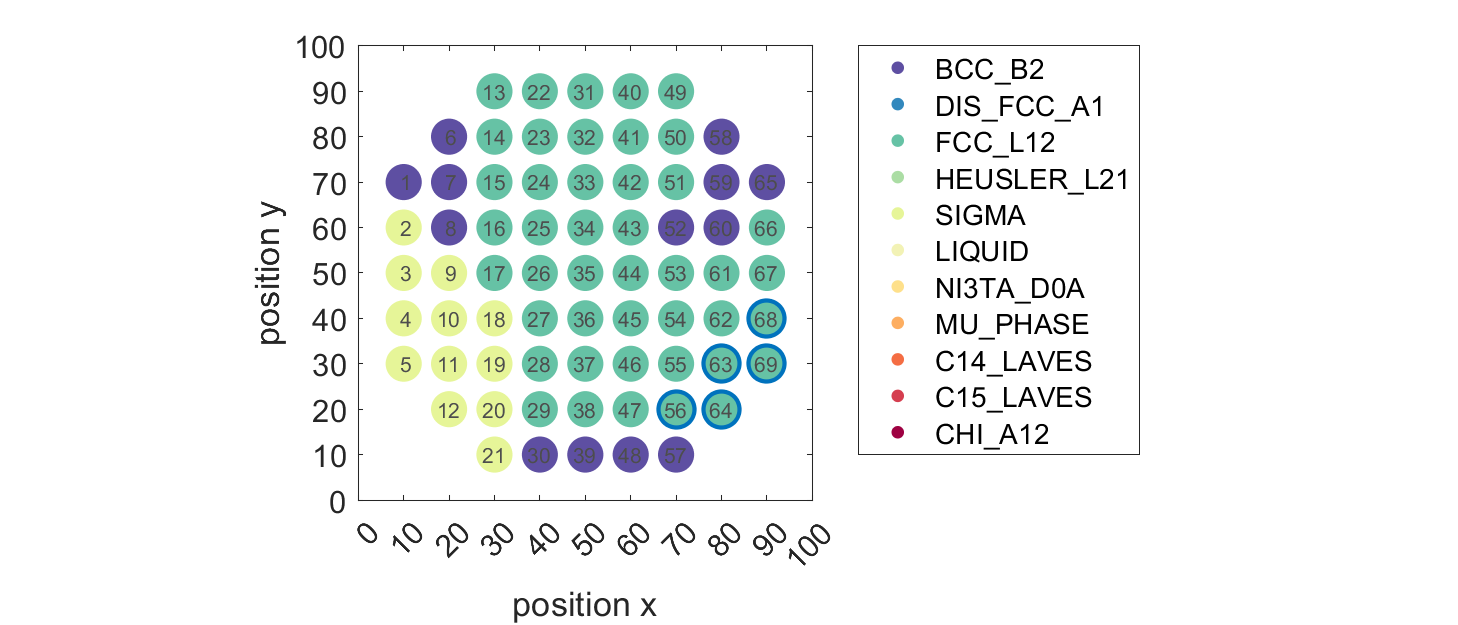 100
90
80
70
60
50
40
30
20
10
0
position y
13 22 31 40 49
6 14 23 32 41 50 58
1 7 15 24 33 42 51 59 65
2 8 16 25 34 43 52 60 66
3 9 17 26 35 44 53 61 67
4 10 18 27 36 45 54 62 68
5 11 19 28 37 46 55 63 69
12 20 29 38 47 56 64
21 30 39 48 57
0 10 20 30 40 50 60 70 80 90 100
position x
BCC_B2
DIS_FCC_A1
FCC_L12
HEUSLER_L21
SIGMA
LIQUID
NI3TA_D0A
MU_PHASE
C14_LAVES
C15_LAVES
CHI_A12